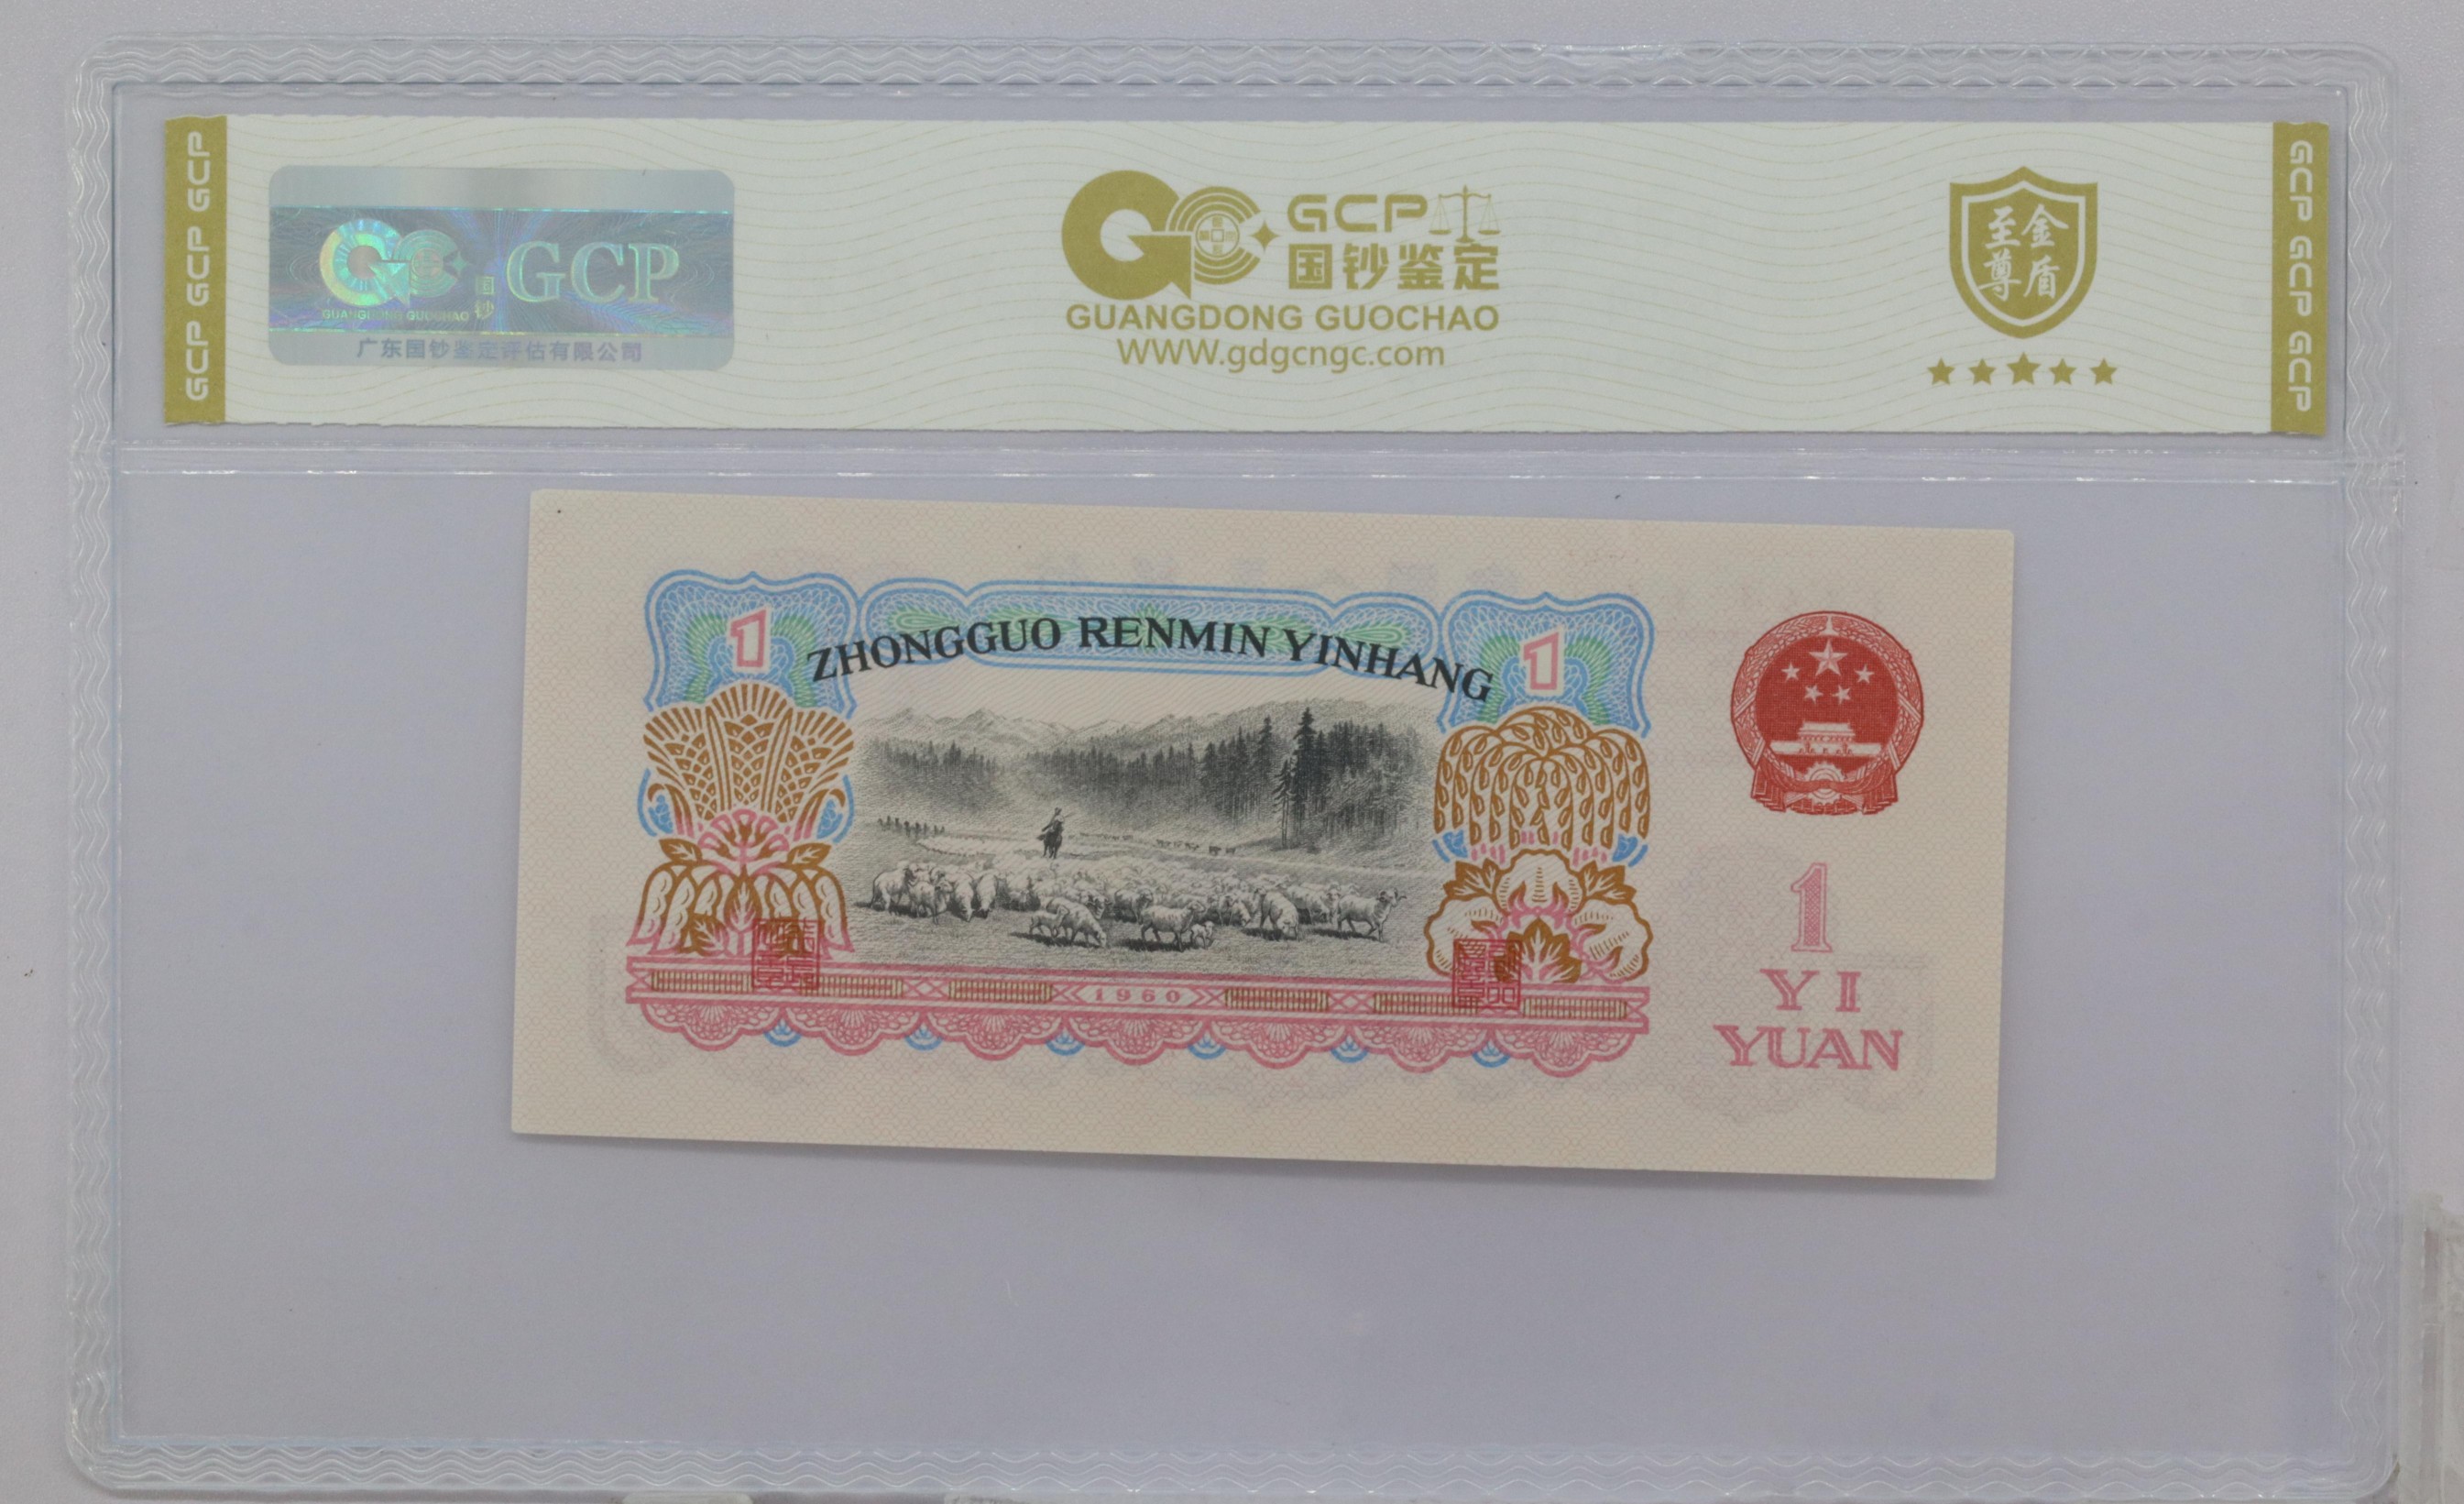 GCP GCP GCP
GCP
国钞
GUANGDONG GUOCHAO
广东国钞鉴定评估有限公司
GCP
国钞鉴定
GUANGDONG GUOCHAO
WWW.gdgcngc.com
至尊金盾
GCP GCP GCP
ZHONGGUO RENMIN YINHANG
1
1
1960
1
YI
YUAN